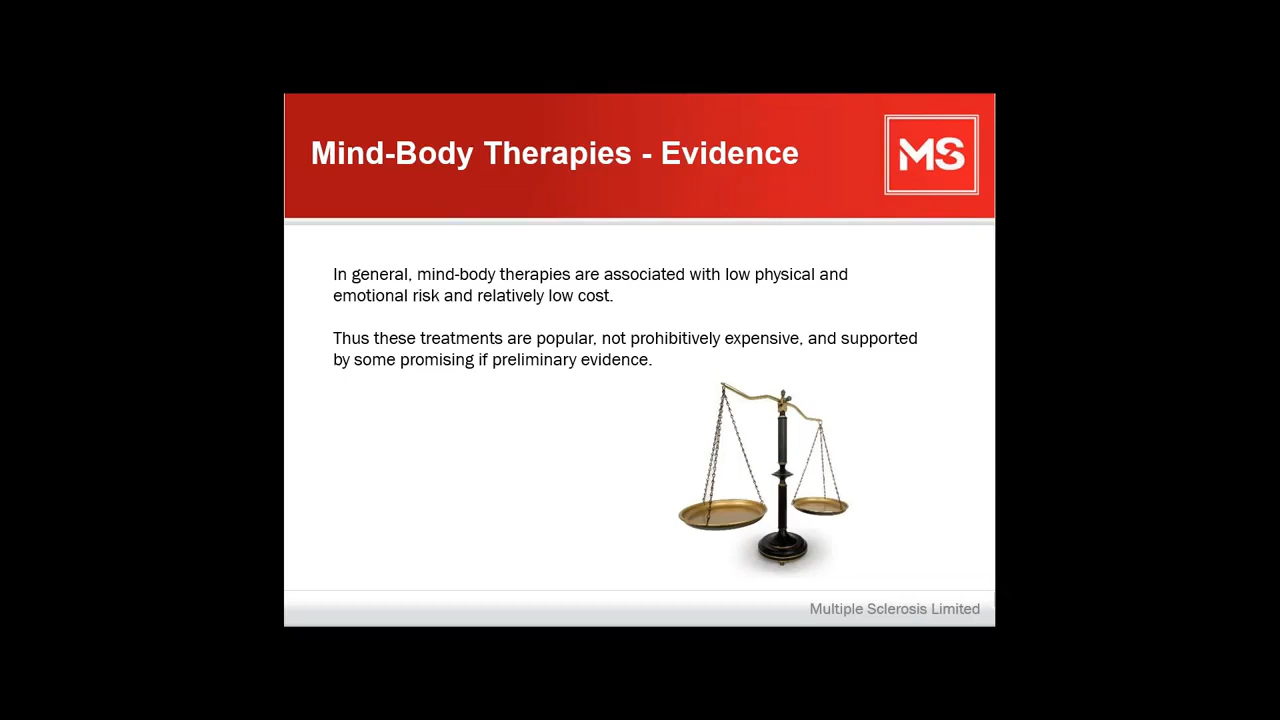 Mind-Body Therapies - Evidence
MS
In general, mind-body therapies are associated with low physical and
emotional risk and relatively low cost.
Thus these treatments are popular, not prohibitively expensive, and supported
by some promising if preliminary evidence.
Multiple Sclerosis Limited